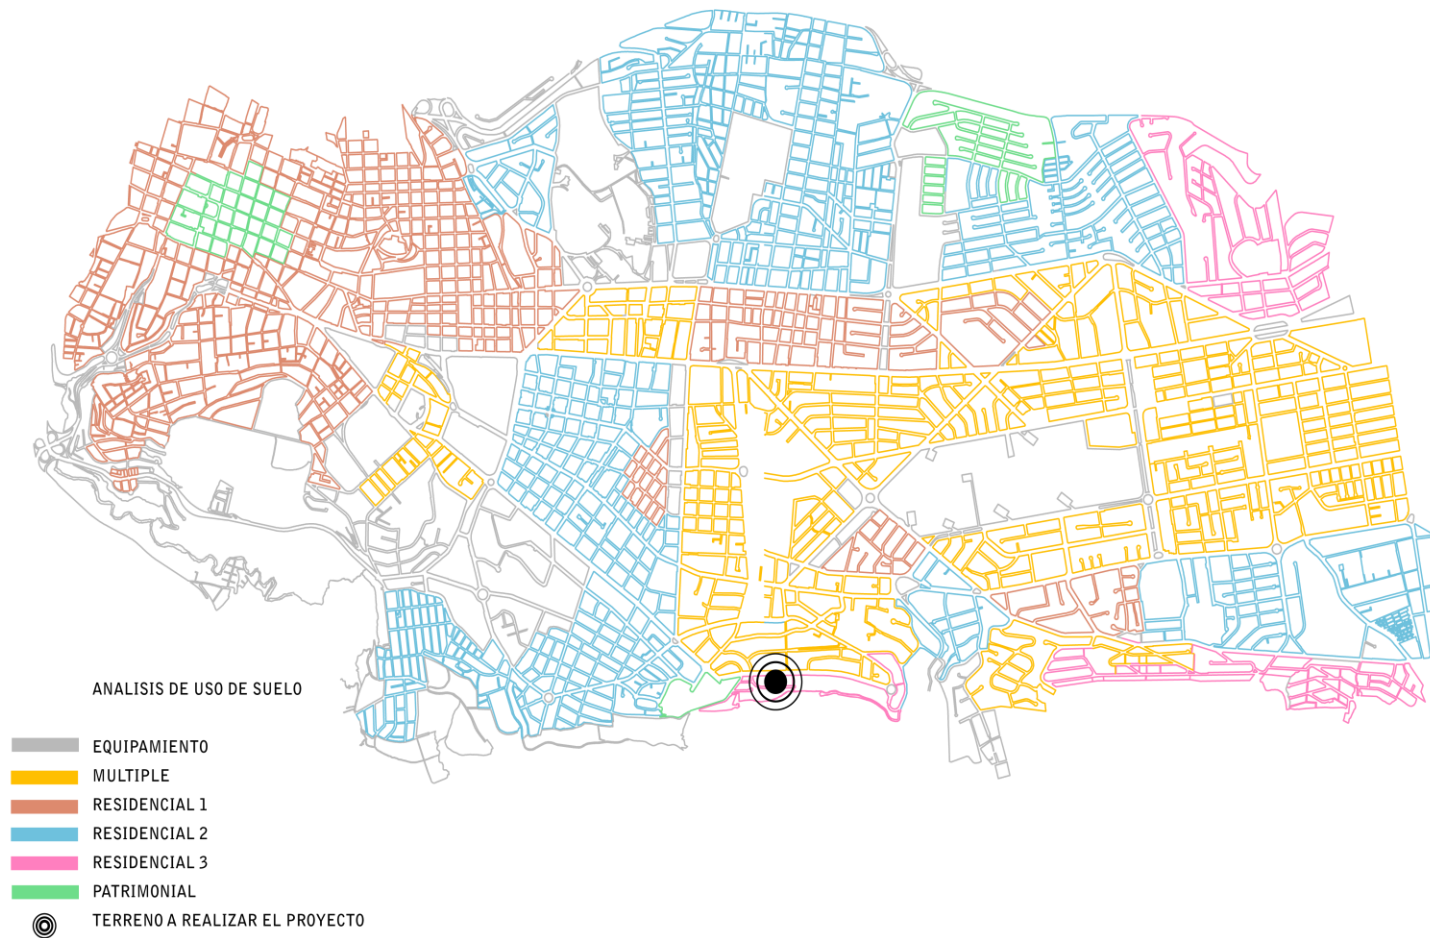 ANALISIS DE USO DE SUELO
EQUIPAMIENTO
MULTIPLE
RESIDENCIAL 1
RESIDENCIAL 2
RESIDENCIAL 3
PATRIMONIAL
TERRENO A REALIZAR EL PROYECTO